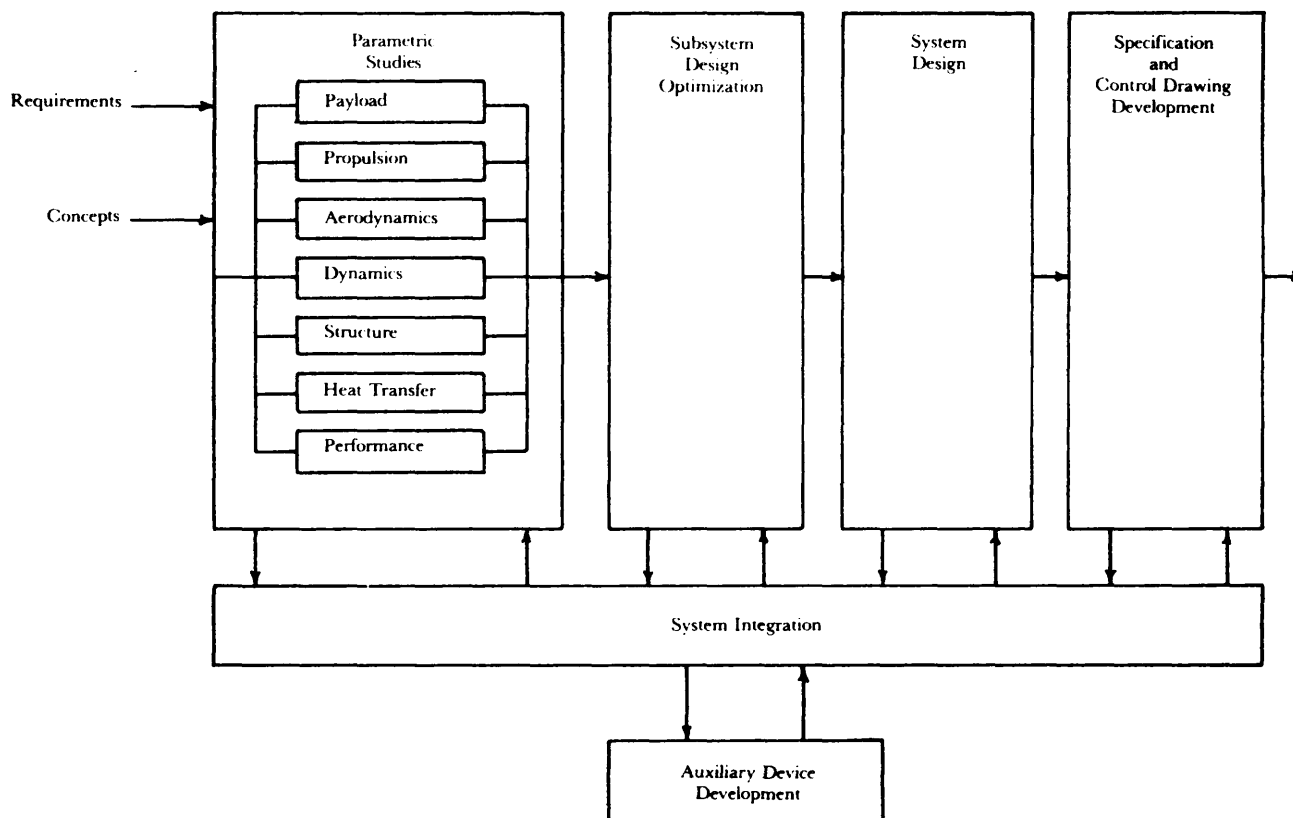 Parametric
Studies
Payload
Propulsion
Aerodynamics
Dynamics
Structure
Heat Transfer
Performance
Requirements
Concepts
Subsystem
Design
Optimization
System
Design
Specification
and
Control Drawing
Development
System Integration
Auxiliary Device
Development